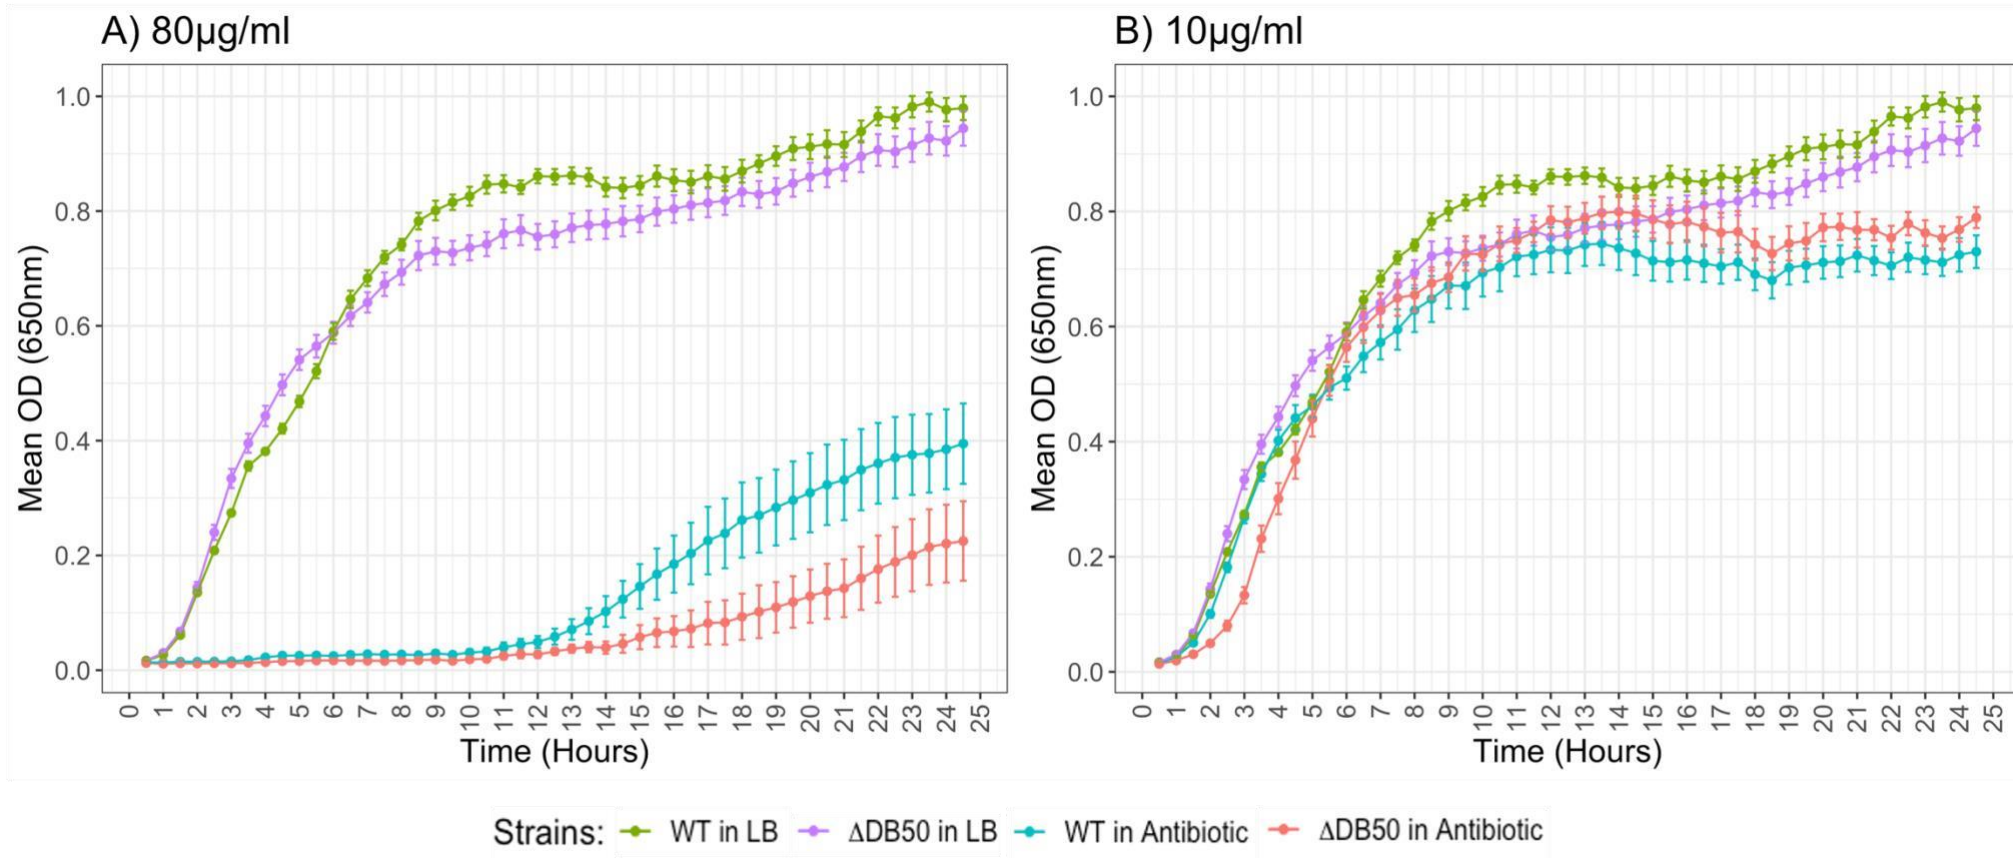 A) 80µg/ml
Mean OD (650nm)
1.0
0.8
0.6
0.4
0.2
0.0
0 1 2 3 4 5 6 7 8 9 10 11 12 13 14 15 16 17 18 19 20 21 22 23 24 25
Time (Hours)
B) 10µg/ml
Mean OD (650nm)
1.0
0.8
0.6
0.4
0.2
0.0
0 1 2 3 4 5 6 7 8 9 10 11 12 13 14 15 16 17 18 19 20 21 22 23 24 25
Time (Hours)
Strains: WT in LB ΔDB50 in LB WT in Antibiotic ΔDB50 in Antibiotic